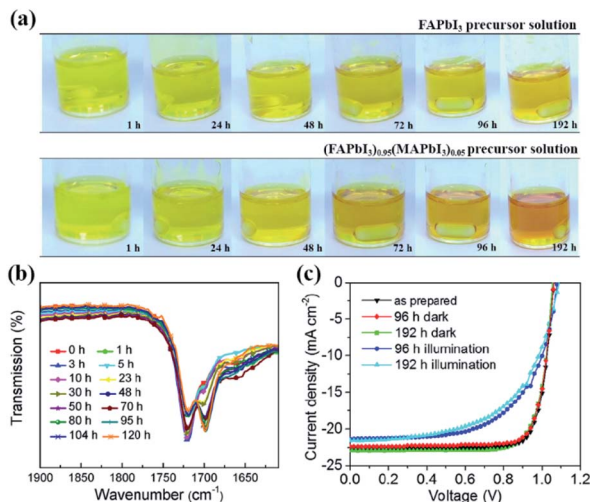 (a)
FAPbI₃ precursor solution
1 h 24 h 48 h 72 h 96 h 192 h
(FAPbI₃)₀.₉₅(MAPbI₃)₀.₀₅ precursor solution
1 h 24 h 48 h 72 h 96 h 192 h
(b)
Transmission (%)
0 h 1 h
3 h 5 h
10 h 23 h
30 h 48 h
50 h 70 h
80 h 95 h
104 h 120 h
1900 1850 1800 1750 1700 1650
Wavenumber (cm⁻¹)
(c)
Current density (mA cm⁻²)
0
-5
-10
-15
-20
-25
as prepared
96 h dark
192 h dark
96 h illumination
192 h illumination
0.0 0.2 0.4 0.6 0.8 1.0 1.2
Voltage (V)